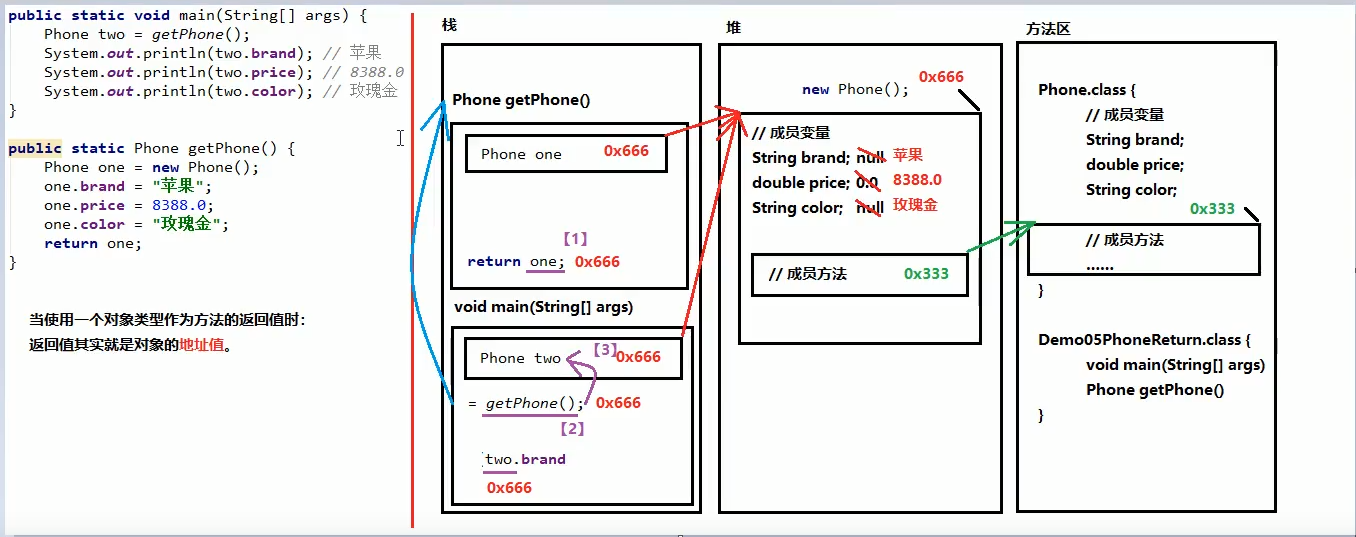 public static void main(String[] args) {
Phone two = getPhone();
System.out.println(two.brand); // 苹果
System.out.println(two.price); // 8388.0
System.out.println(two.color); // 玫瑰金
}
public static Phone getPhone() {
Phone one = new Phone();
one.brand = "苹果";
one.price = 8388.0;
one.color = "玫瑰金";
return one;
}
当使用一个对象类型作为方法的返回值时：
返回值其实就是对象的地址值。
栈
Phone getPhone()
Phone one 0x666
【1】
return one; 0x666
void main(String[] args)
Phone two 【3】 0x666
= getPhone(); 0x666
【2】
two.brand
0x666
堆
0x666
new Phone();
// 成员变量
String brand; null 苹果
double price; 0.0 8388.0
String color; null 玫瑰金
// 成员方法 0x333
方法区
Phone.class {
// 成员变量
String brand;
double price;
String color;
0x333
// 成员方法
......
}
Demo05PhoneReturn.class {
void main(String[] args)
Phone getPhone()
}